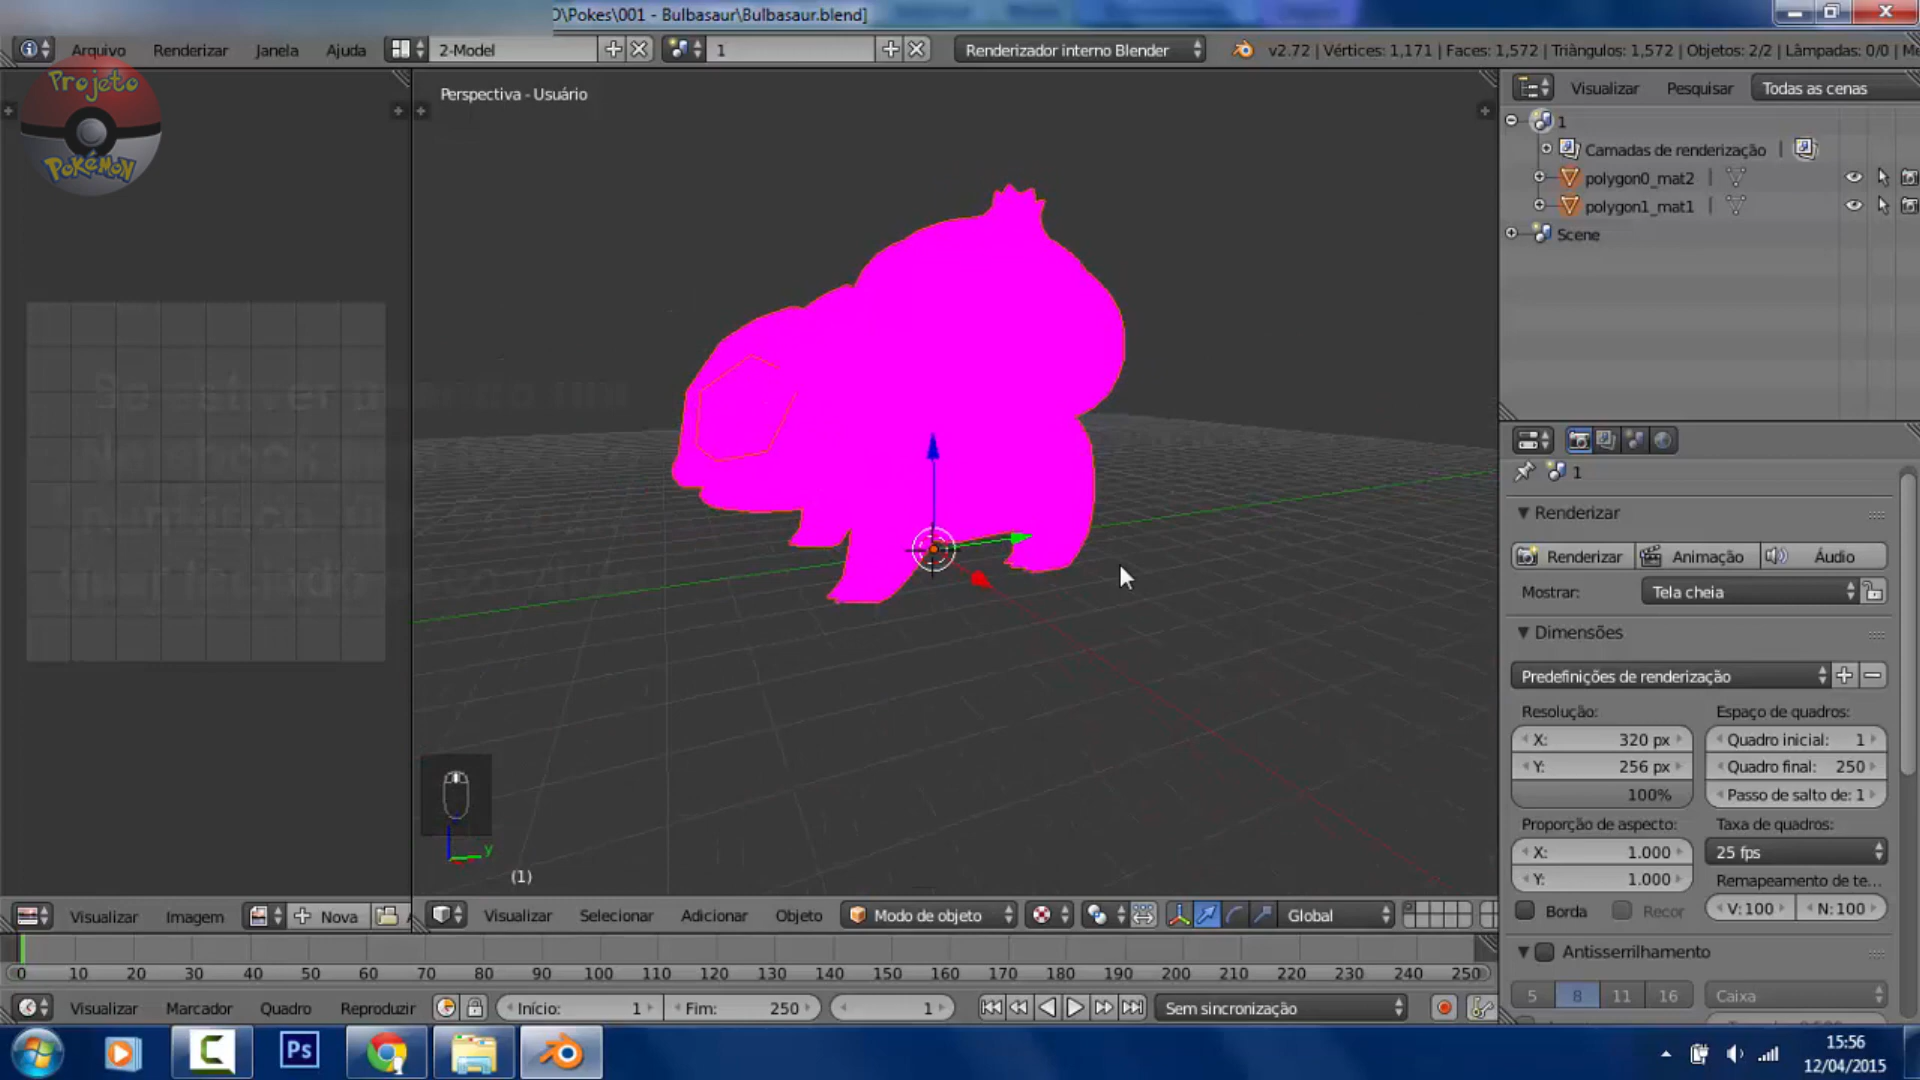 O\Pokes\001 - Bulbasaur\Bulbasaur.blend]
Arquivo Renderizar Janela Ajuda 2-Model 1 Renderizador interno Blender v2.72 | Vértices: 1,171 | Faces: 1,572 | Triângulos: 1,572 | Objetos: 2/2 | Lâmpadas: 0/0 | Me
Projeto
POKéMON
Perspectiva - Usuário
Visualizar Pesquisar Todas as cenas
1
Camadas de renderização
polygon0_mat2
polygon1_mat1
Scene
1
Renderizar
Renderizar Animação Áudio
Mostrar: Tela cheia
Dimensões
Predefinições de renderização
Resolução: Espaço de quadros:
X: 320 px Quadro inicial: 1
Y: 256 px Quadro final: 250
100% Passo de salto de: 1
Proporção de aspecto: Taxa de quadros:
X: 1.000 25 fps
Y: 1.000 Remapeamento de te...
Borda Recor V: 100 N: 100
Antisserrilhamento
5 8 11 16 Caixa
y
(1)
Visualizar Imagem Nova
Visualizar Selecionar Adicionar Objeto Modo de objeto Global
0 10 20 30 40 50 60 70 80 90 100 110 120 130 140 150 160 170 180 190 200 210 220 230 240 250
Visualizar Marcador Quadro Reproduzir Início: 1 Fim: 250 1 Sem sincronização
Ps
15:56
12/04/2015